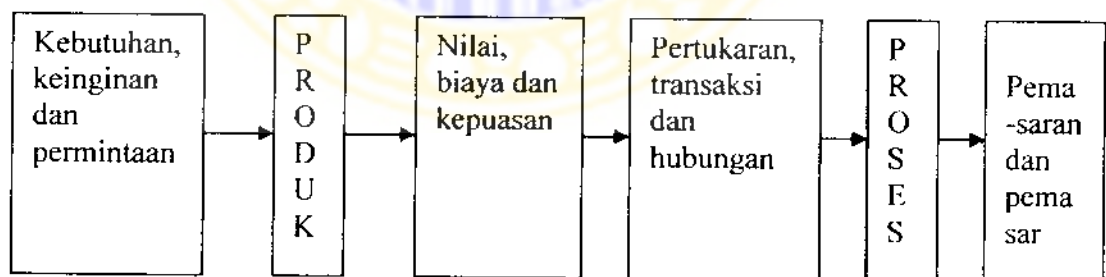 Kebutuhan,
keinginan
dan
permintaan
P
R
O
D
U
K
Nilai,
biaya dan
kepuasan
Pertukaran,
transaksi
dan
hubungan
P
R
O
S
E
S
Pema
-saran
dan
pema
sar